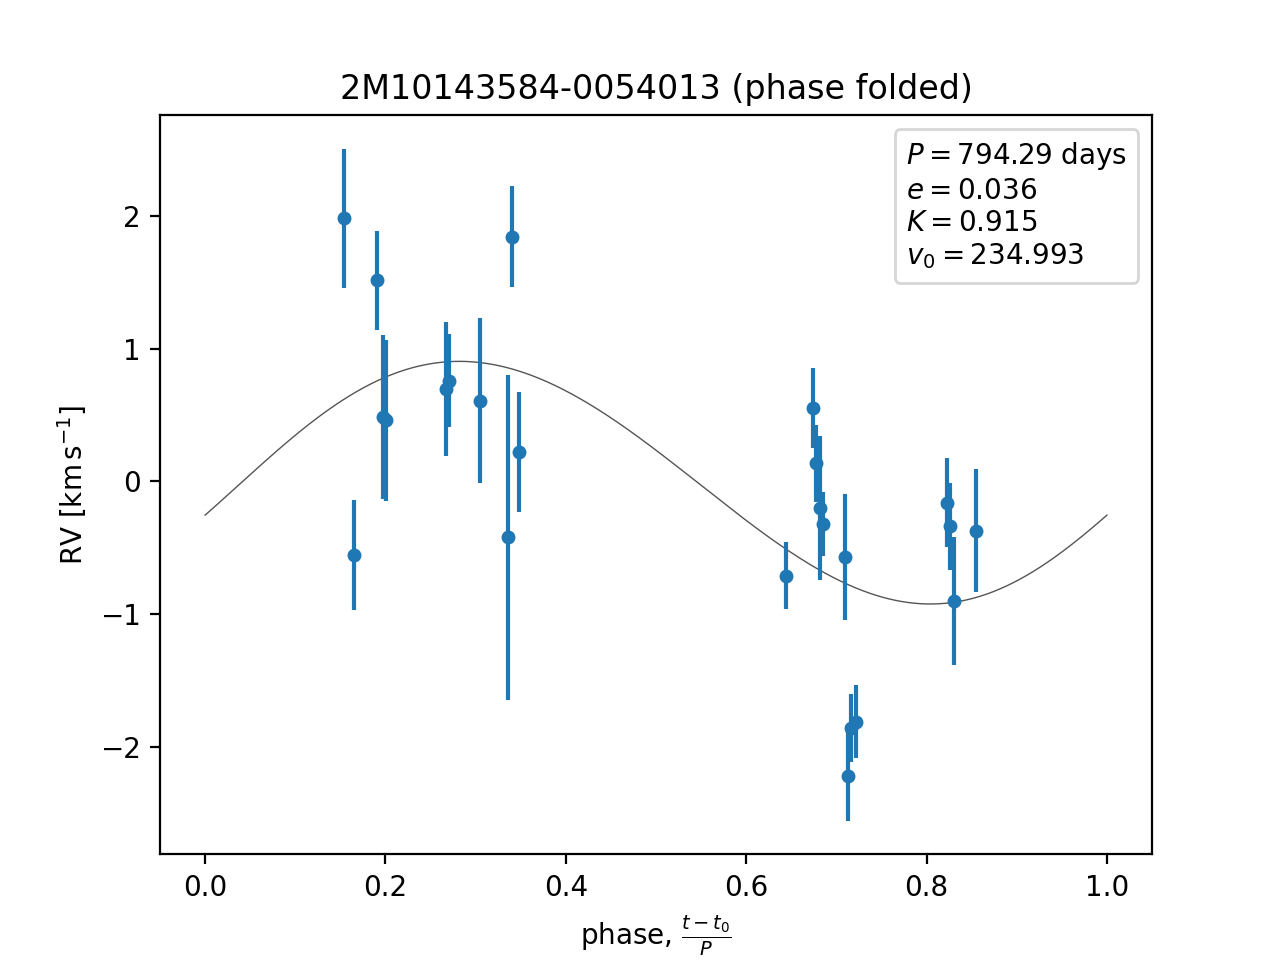 2M10143584-0054013 (phase folded)
P = 794.29 days
e = 0.036
K = 0.915
v₀ = 234.993
RV [km s⁻¹]
2
1
0
−1
−2
0.0 0.2 0.4 0.6 0.8 1.0
phase, (t − t₀)/P